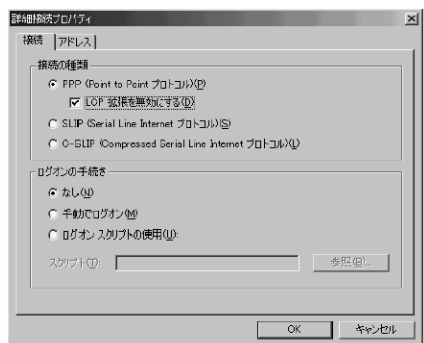 詳細接続プロパティ
接続
アドレス
接続の種類
PPP (Point to Point プロトコル)(P)
LCP 拡張を無効にする(D)
SLIP (Serial Line Internet プロトコル)(S)
C-SLIP (Compressed Serial Line Internet プロトコル)(L)
ログオンの手続き
なし(N)
手動でログオン(M)
ログオン スクリプトの使用(U):
スクリプト(T):
参照(B)...
OK
キャンセル